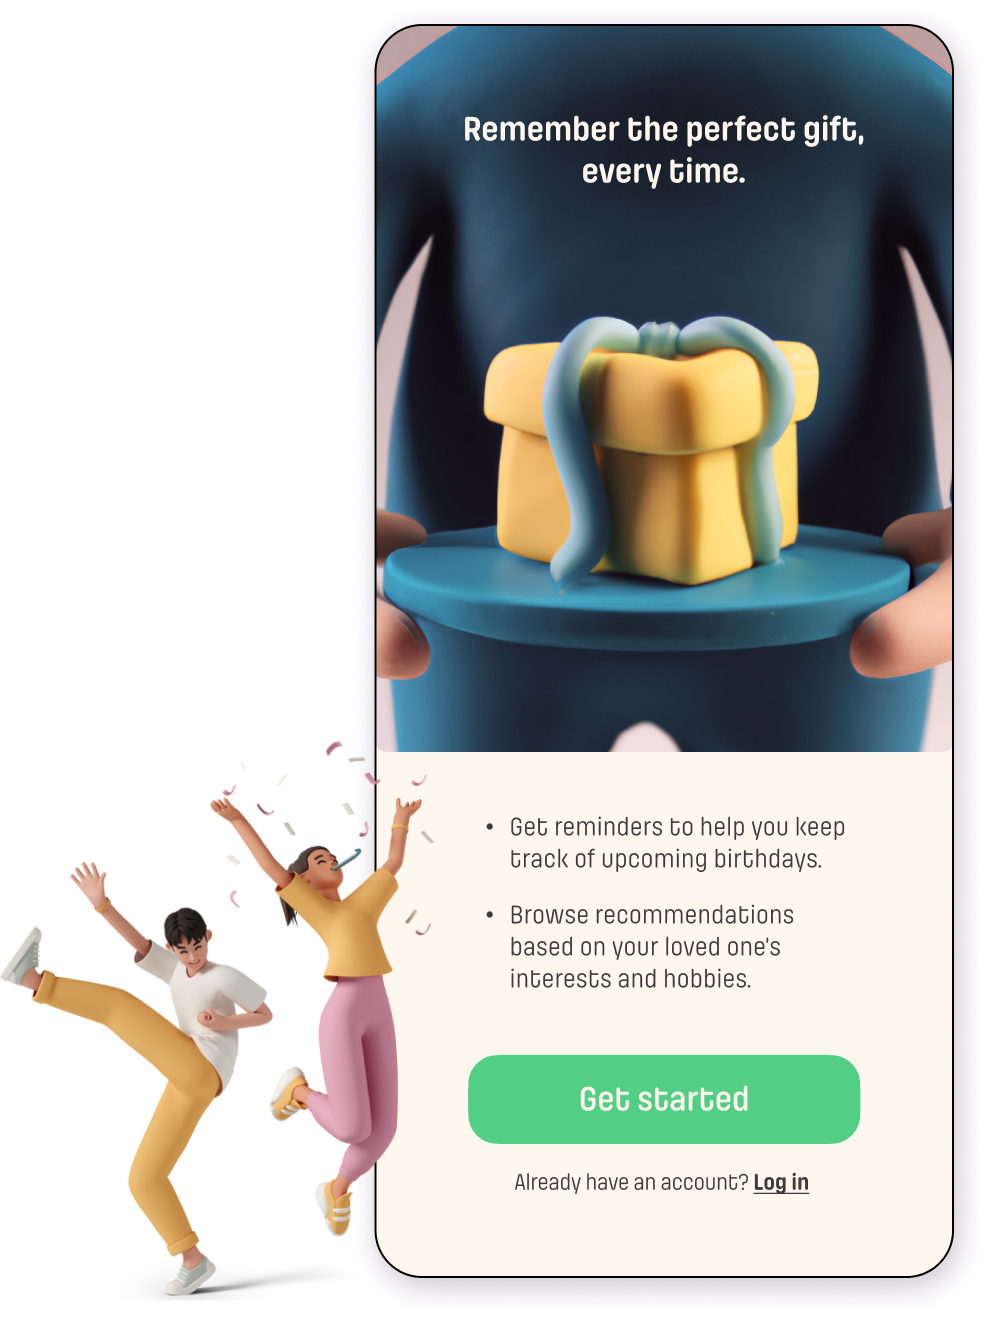 Remember the perfect gift,
every time.
• Get reminders to help you keep
track of upcoming birthdays.
• Browse recommendations
based on your loved one's
interests and hobbies.
Get started
Already have an account? Log in